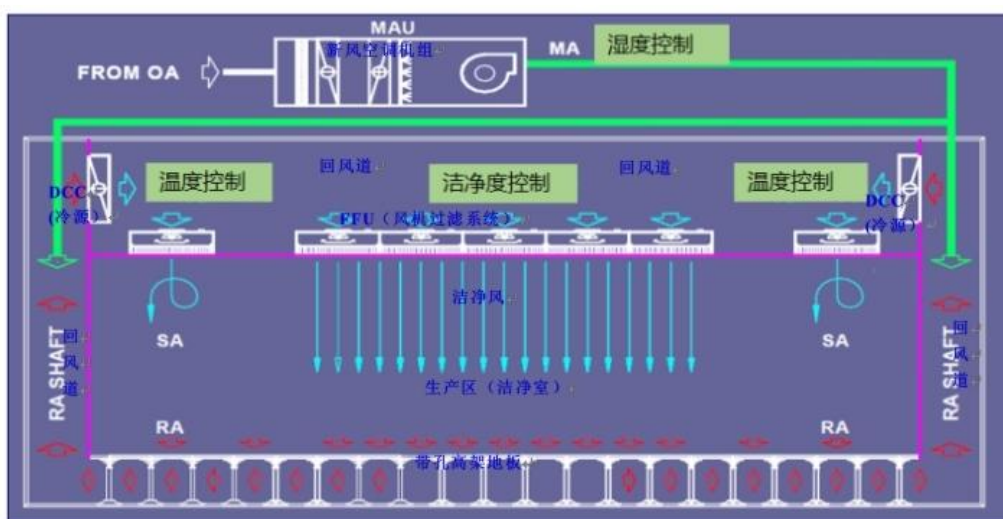 MAU
新风空调机组
MA
湿度控制
FROM OA
回风道
回风道
温度控制
洁净度控制
温度控制
DCC
(冷源)
DCC
(冷源)
FFU(风机过滤系统)
洁净风
SA
SA
RA SHAFT
回
风
道
回
风
道
RA SHAFT
生产区(洁净室)
RA
RA
带孔高架地板